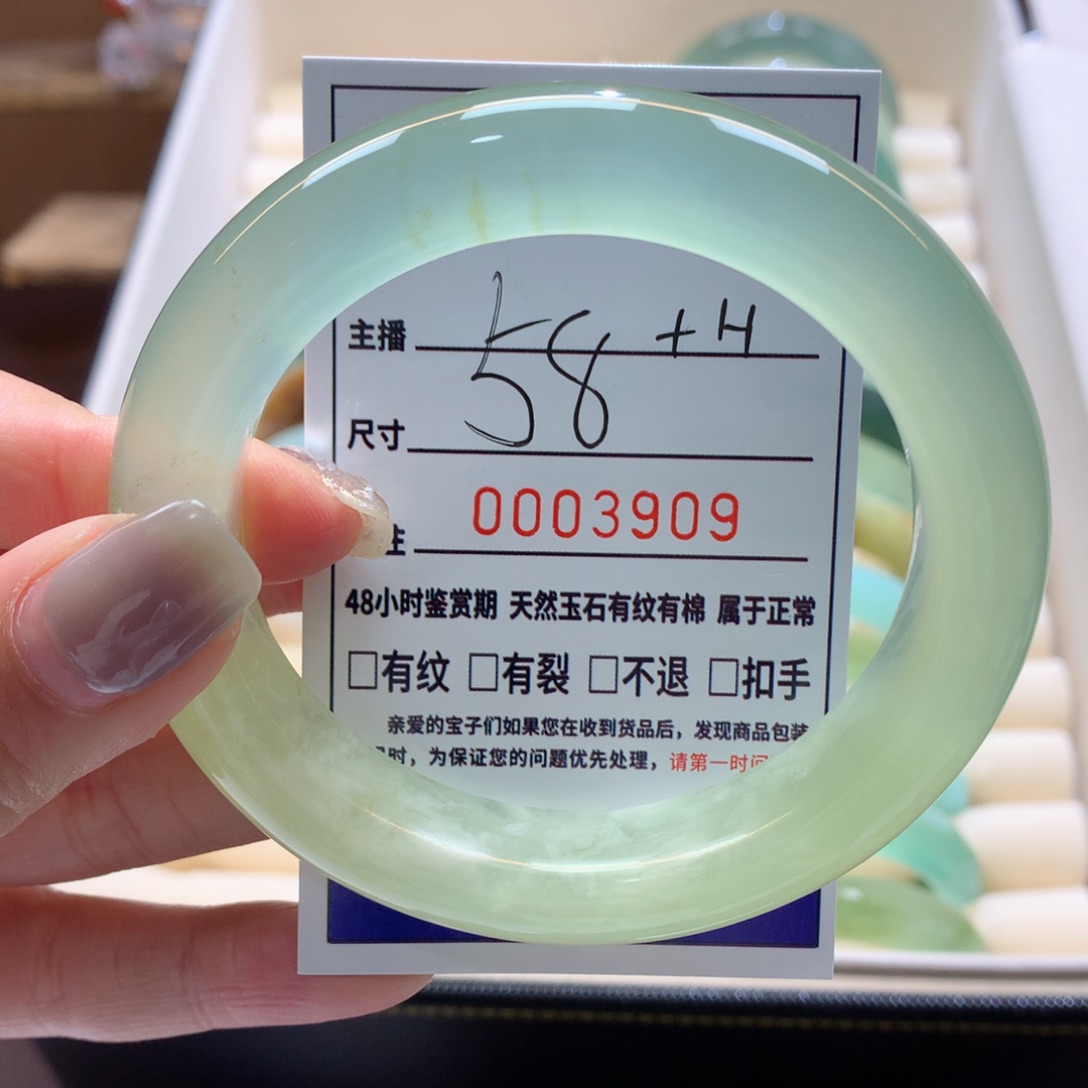 主播 58 +H
尺寸
注 0003909
48小时鉴赏期 天然玉石有纹有棉 属于正常
□有纹 □有裂 □不退 □扣手
亲爱的宝子们如果您在收到货品后，发现商品包装
时，为保证您的问题优先处理，请第一时间